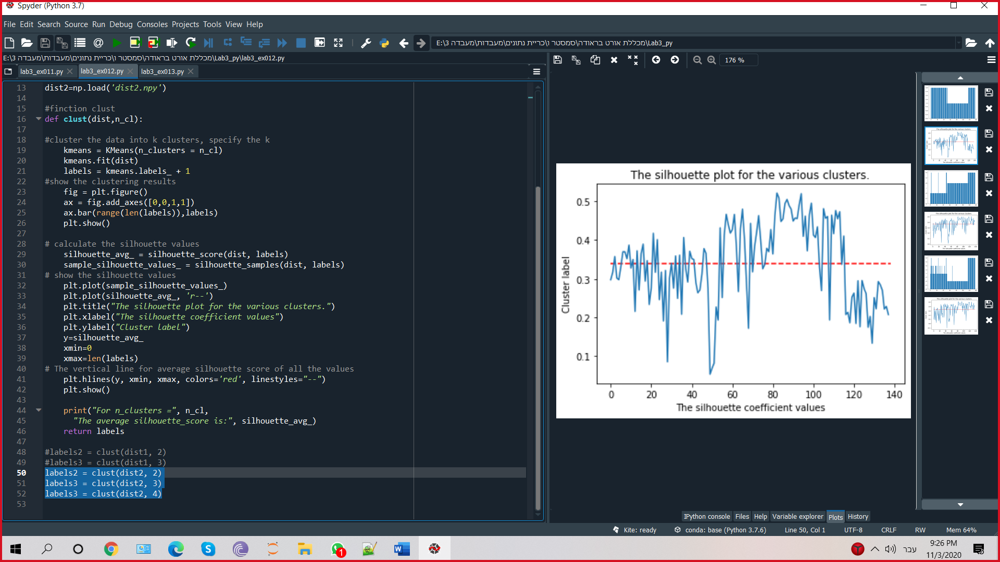 Spyder (Python 3.7)
File Edit Search Source Run Debug Consoles Projects Tools View Help
E:\מכללת אורט בראודה\סמסטר ו\כריית נתונים\מעבדות\מעבדה 3\Lab3_py
E:\מכללת אורט בראודה\סמסטר ו\כריית נתונים\מעבדות\מעבדה 3\Lab3_py\lab3_ex012.py
176 %
lab3_ex011.py lab3_ex012.py lab3_ex013.py
13 dist2=np.load('dist2.npy')
14
15 #finction clust
16 def clust(dist,n_cl):
17
18 #cluster the data into k clusters, specify the k
19 kmeans = KMeans(n_clusters = n_cl)
20 kmeans.fit(dist)
21 labels = kmeans.labels_ + 1
22 #show the clustering results
23 fig = plt.figure()
24 ax = fig.add_axes([0,0,1,1])
25 ax.bar(range(len(labels)),labels)
26 plt.show()
27
28 # calculate the silhouette values
29 silhouette_avg_ = silhouette_score(dist, labels)
30 sample_silhouette_values_ = silhouette_samples(dist, labels)
31 # show the silhouette values
32 plt.plot(sample_silhouette_values_)
33 plt.plot(silhouette_avg_, 'r--')
34 plt.title("The silhouette plot for the various clusters.")
35 plt.xlabel("The silhouette coefficient values")
36 plt.ylabel("Cluster label")
37 y=silhouette_avg_
38 xmin=0
39 xmax=len(labels)
40 # The vertical line for average silhouette score of all the values
41 plt.hlines(y, xmin, xmax, colors='red', linestyles="--")
42 plt.show()
43
44 print("For n_clusters =", n_cl,
45 "The average silhouette_score is:", silhouette_avg_)
46 return labels
47
48 #labels2 = clust(dist1, 2)
49 #labels3 = clust(dist1, 3)
50 labels2 = clust(dist2, 2)
51 labels3 = clust(dist2, 3)
52 labels3 = clust(dist2, 4)
53
The silhouette plot for the various clusters.
Cluster label
0.5
0.4
0.3
0.2
0.1
0 20 40 60 80 100 120 140
The silhouette coefficient values
IPython console Files Help Variable explorer Plots History
Kite: ready conda: base (Python 3.7.6) Line 50, Col 1 UTF-8 CRLF RW Mem 64%
1
עבר
9:26 PM
11/3/2020